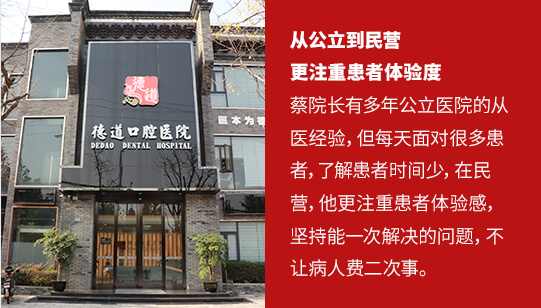 德道
德道口腔医院
DEDAO DENTAL HOSPITAL
医本为德
从公立到民营
更注重患者体验度
蔡院长有多年公立医院的从
医经验，但每天面对很多患
者，了解患者时间少，在民
营，他更注重患者体验感，
坚持能一次解决的问题，不
让病人费二次事。